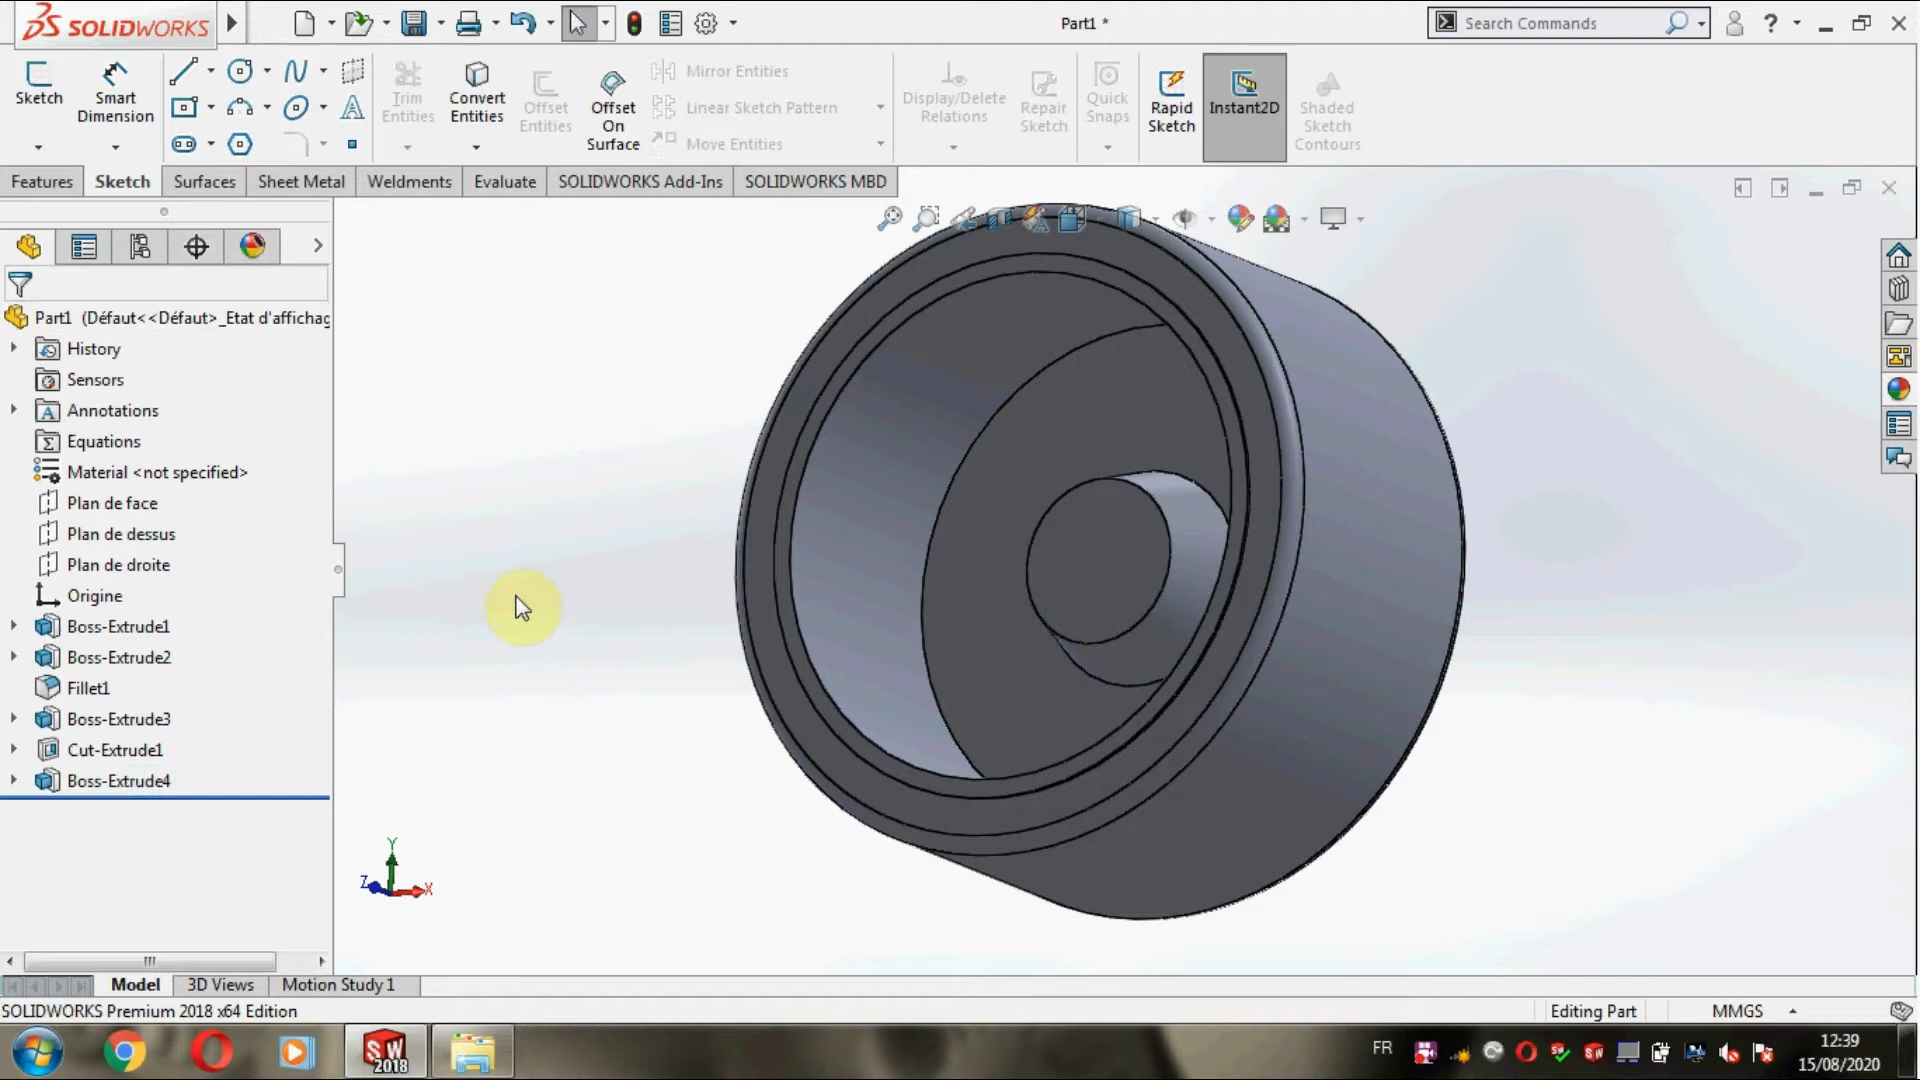 SOLIDWORKS
Part1 *
Search Commands
?
Sketch
Smart Dimension
Trim Entities
Convert Entities
Offset Entities
Offset On Surface
Mirror Entities
Linear Sketch Pattern
Move Entities
Display/Delete Relations
Repair Sketch
Quick Snaps
Rapid Sketch
Instant2D
Shaded Sketch Contours
Features
Sketch
Surfaces
Sheet Metal
Weldments
Evaluate
SOLIDWORKS Add-Ins
SOLIDWORKS MBD
Part1 (Défaut<<Défaut>_Etat d'affichag
History
Sensors
Annotations
Equations
Material <not specified>
Plan de face
Plan de dessus
Plan de droite
Origine
Boss-Extrude1
Boss-Extrude2
Fillet1
Boss-Extrude3
Cut-Extrude1
Boss-Extrude4
Y
Z
X
Model
3D Views
Motion Study 1
SOLIDWORKS Premium 2018 x64 Edition
Editing Part
MMGS
SW
2018
FR
12:39
15/08/2020